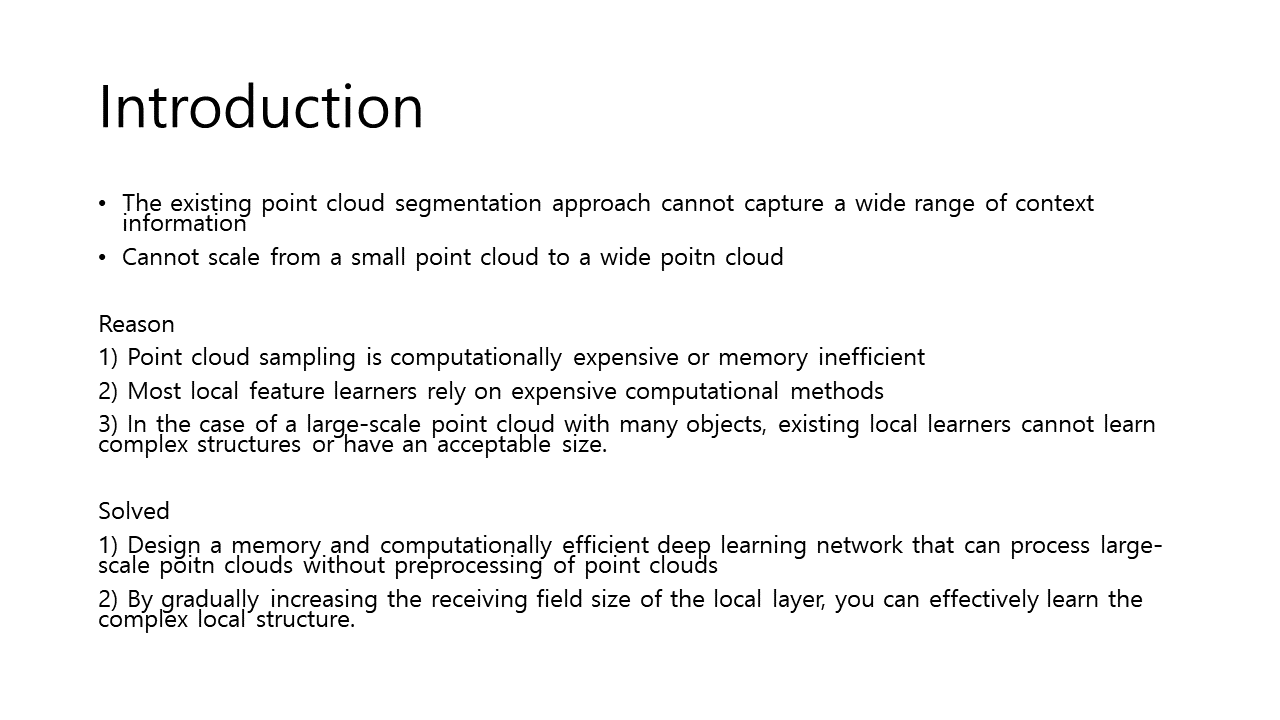 Introduction
• The existing point cloud segmentation approach cannot capture a wide range of context
information
• Cannot scale from a small point cloud to a wide poitn cloud
Reason
1) Point cloud sampling is computationally expensive or memory inefficient
2) Most local feature learners rely on expensive computational methods
3) In the case of a large-scale point cloud with many objects, existing local learners cannot learn
complex structures or have an acceptable size.
Solved
1) Design a memory and computationally efficient deep learning network that can process large-
scale poitn clouds without preprocessing of point clouds
2) By gradually increasing the receiving field size of the local layer, you can effectively learn the
complex local structure.